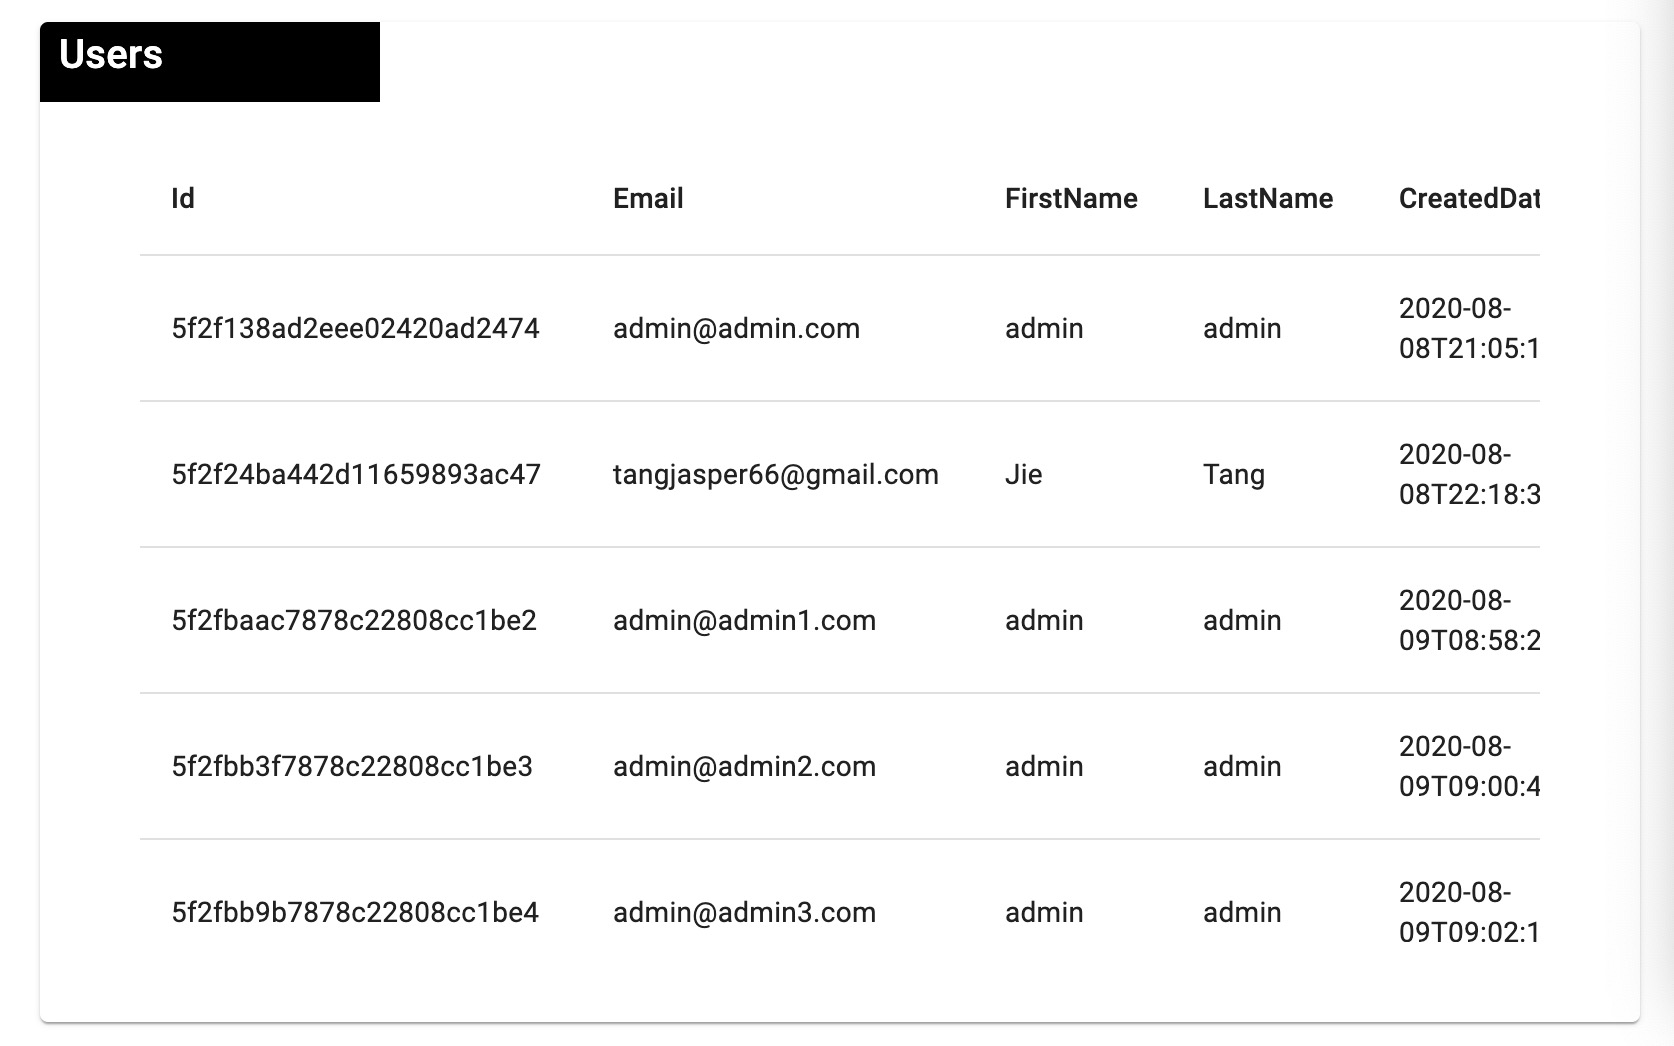 Users
Id Email FirstName LastName CreatedDat
5f2f138ad2eee02420ad2474 admin@admin.com admin admin 2020-08-
08T21:05:1
5f2f24ba442d11659893ac47 tangjasper66@gmail.com Jie Tang 2020-08-
08T22:18:3
5f2fbaac7878c22808cc1be2 admin@admin1.com admin admin 2020-08-
09T08:58:2
5f2fbb3f7878c22808cc1be3 admin@admin2.com admin admin 2020-08-
09T09:00:4
5f2fbb9b7878c22808cc1be4 admin@admin3.com admin admin 2020-08-
09T09:02:1